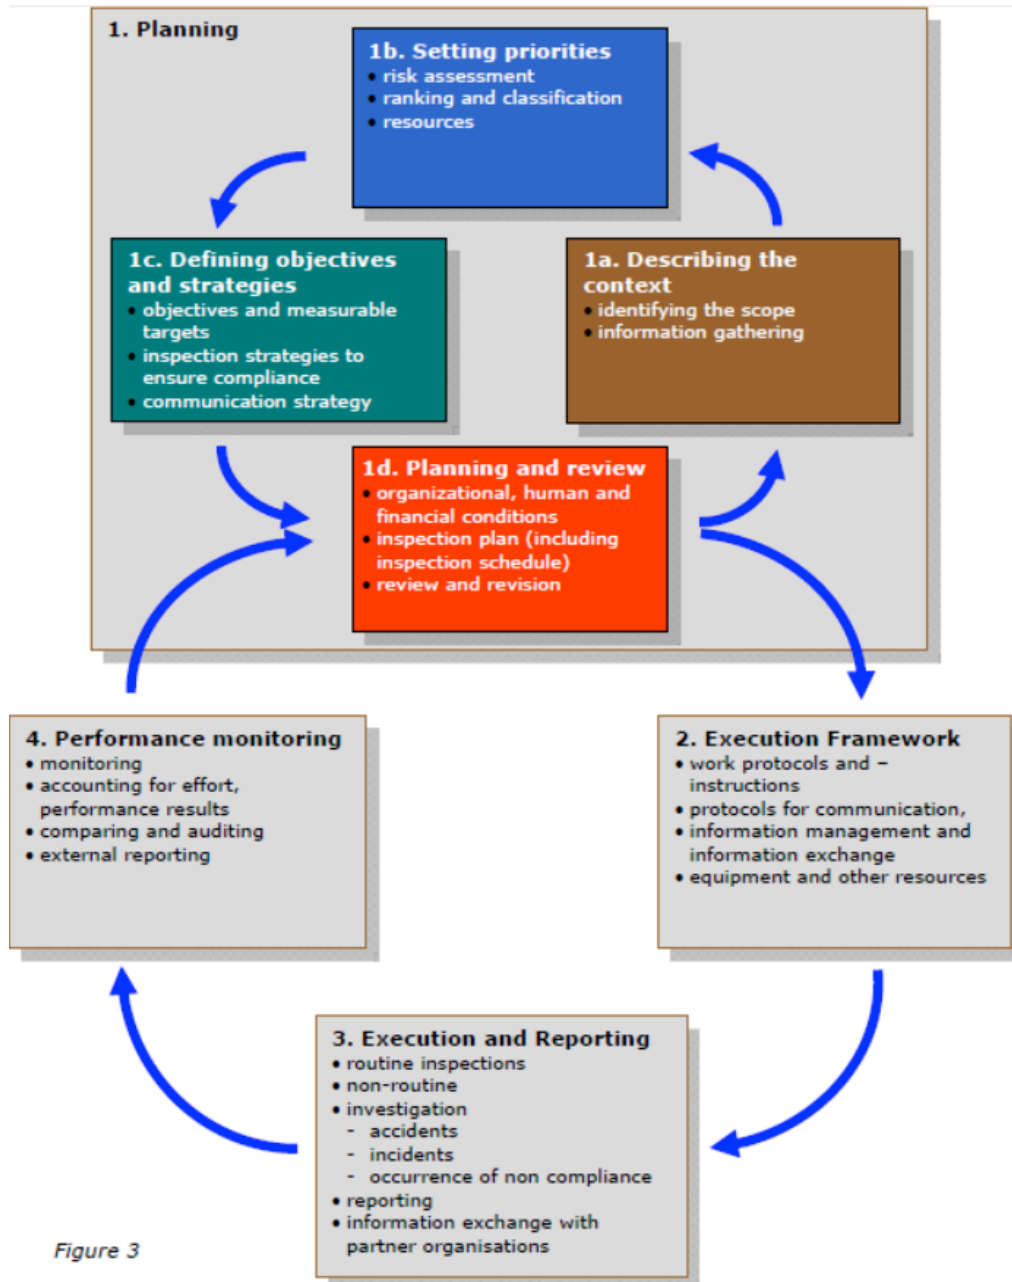 1. Planning
1b. Setting priorities
• risk assessment
• ranking and classification
• resources
1c. Defining objectives
and strategies
• objectives and measurable
targets
• inspection strategies to
ensure compliance
• communication strategy
1a. Describing the
context
• identifying the scope
• information gathering
1d. Planning and review
• organizational, human and
financial conditions
• inspection plan (including
inspection schedule)
• review and revision
4. Performance monitoring
• monitoring
• accounting for effort,
performance results
• comparing and auditing
• external reporting
2. Execution Framework
• work protocols and –
instructions
• protocols for communication,
• information management and
information exchange
• equipment and other resources
3. Execution and Reporting
• routine inspections
• non-routine
• investigation
- accidents
- incidents
- occurrence of non compliance
• reporting
• information exchange with
partner organisations
Figure 3